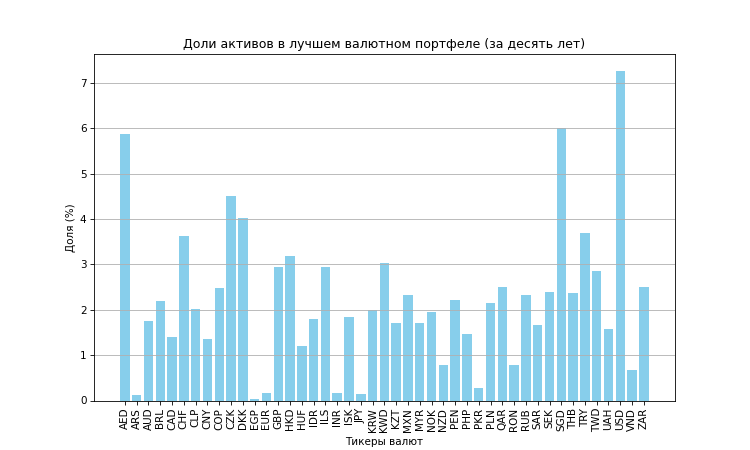 Доли активов в лучшем валютном портфеле (за десять лет)
Доля (%)
7
6
5
4
3
2
1
0
AED ARS AUD BRL CAD CHF CLP CNY COP CZK DKK EGP EUR GBP HKD HUF IDR ILS INR ISK JPY KRW KWD KZT MXN MYR NOK NZD PEN PHP PKR PLN QAR RON RUB SAR SEK SGD THB TRY TWD UAH USD VND ZAR
Тикеры валют